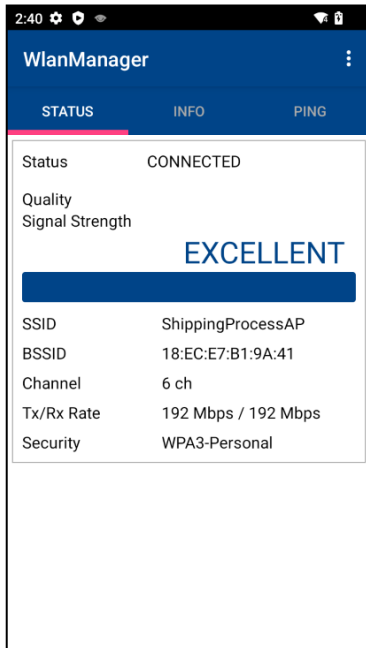 2:40
WlanManager
STATUS INFO PING
Status CONNECTED
Quality
Signal Strength
EXCELLENT
SSID ShippingProcessAP
BSSID 18:EC:E7:B1:9A:41
Channel 6 ch
Tx/Rx Rate 192 Mbps / 192 Mbps
Security WPA3-Personal